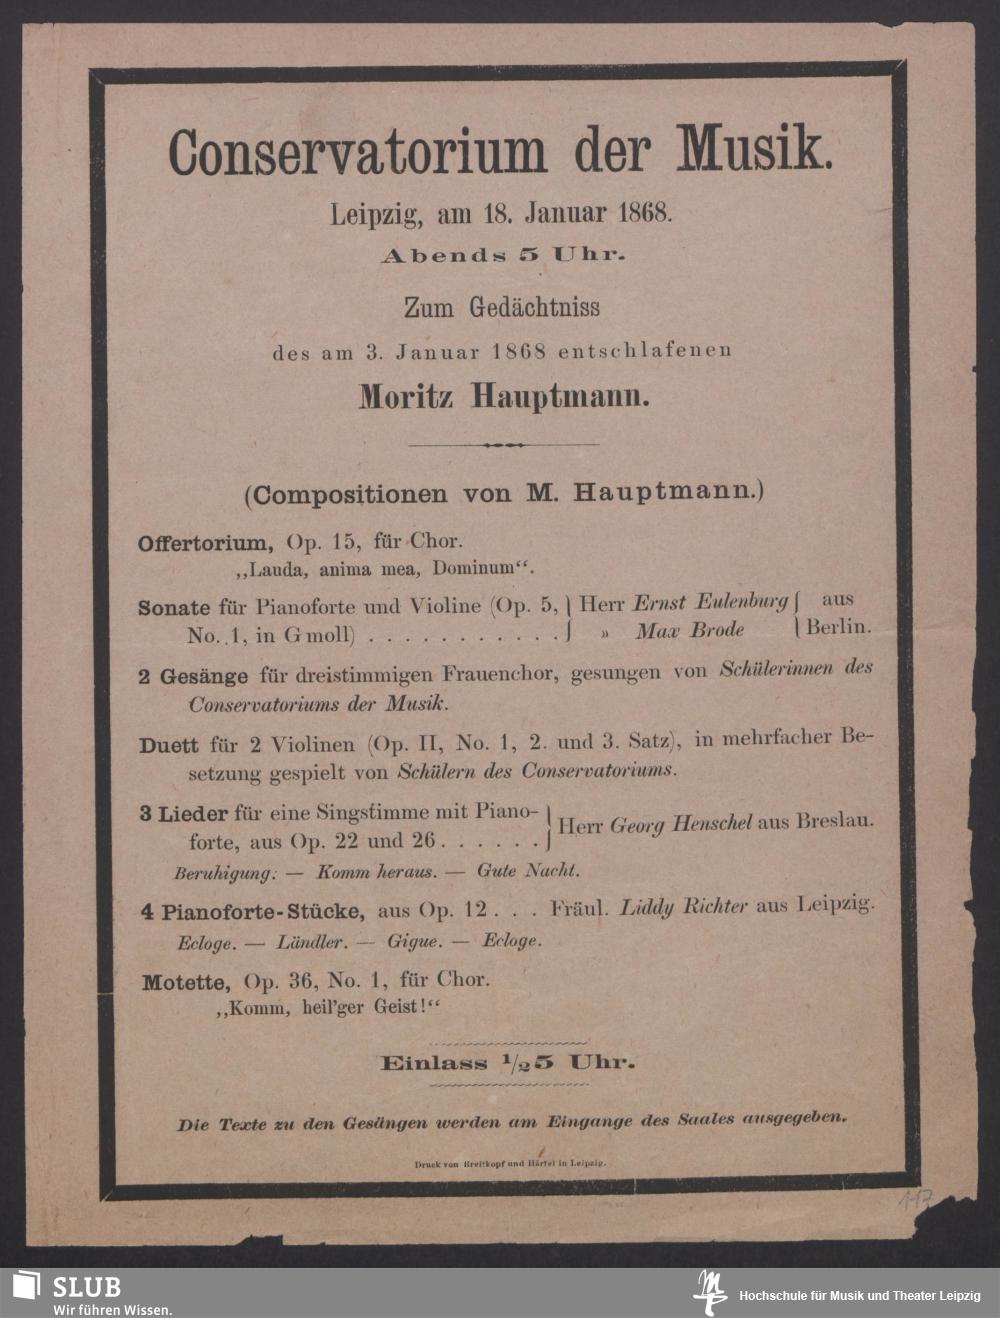 Conservatorium der Musik.
Leipzig, am 18. Januar 1868.
Abends 5 Uhr.
Zum Gedächtniss
des am 3. Januar 1868 entschlafenen
Moritz Hauptmann.
(Compositionen von M. Hauptmann.)
Offertorium, Op. 15, für Chor.
„Lauda, anima mea, Dominum“.
Sonate für Pianoforte und Violine (Op. 5, } Herr Ernst Eulenburg { aus
No. 1, in G moll) . . . . . . . . . . . . } » Max Brode { Berlin.
2 Gesänge für dreistimmigen Frauenchor, gesungen von Schülerinnen des
Conservatoriums der Musik.
Duett für 2 Violinen (Op. II, No. 1, 2. und 3. Satz), in mehrfacher Be-
setzung gespielt von Schülern des Conservatoriums.
3 Lieder für eine Singstimme mit Piano-
forte, aus Op. 22 und 26 . . . . . . } Herr Georg Henschel aus Breslau.
Beruhigung. — Komm heraus. — Gute Nacht.
4 Pianoforte-Stücke, aus Op. 12 . . . Fräul. Liddy Richter aus Leipzig.
Ecloge. — Ländler. — Gigue. — Ecloge.
Motette, Op. 36, No. 1, für Chor.
„Komm, heil'ger Geist!“
Einlass ½5 Uhr.
Die Texte zu den Gesängen werden am Eingange des Saales ausgegeben.
Druck von Breitkopf und Härtel in Leipzig.
117
SLUB
Wir führen Wissen.
Hochschule für Musik und Theater Leipzig